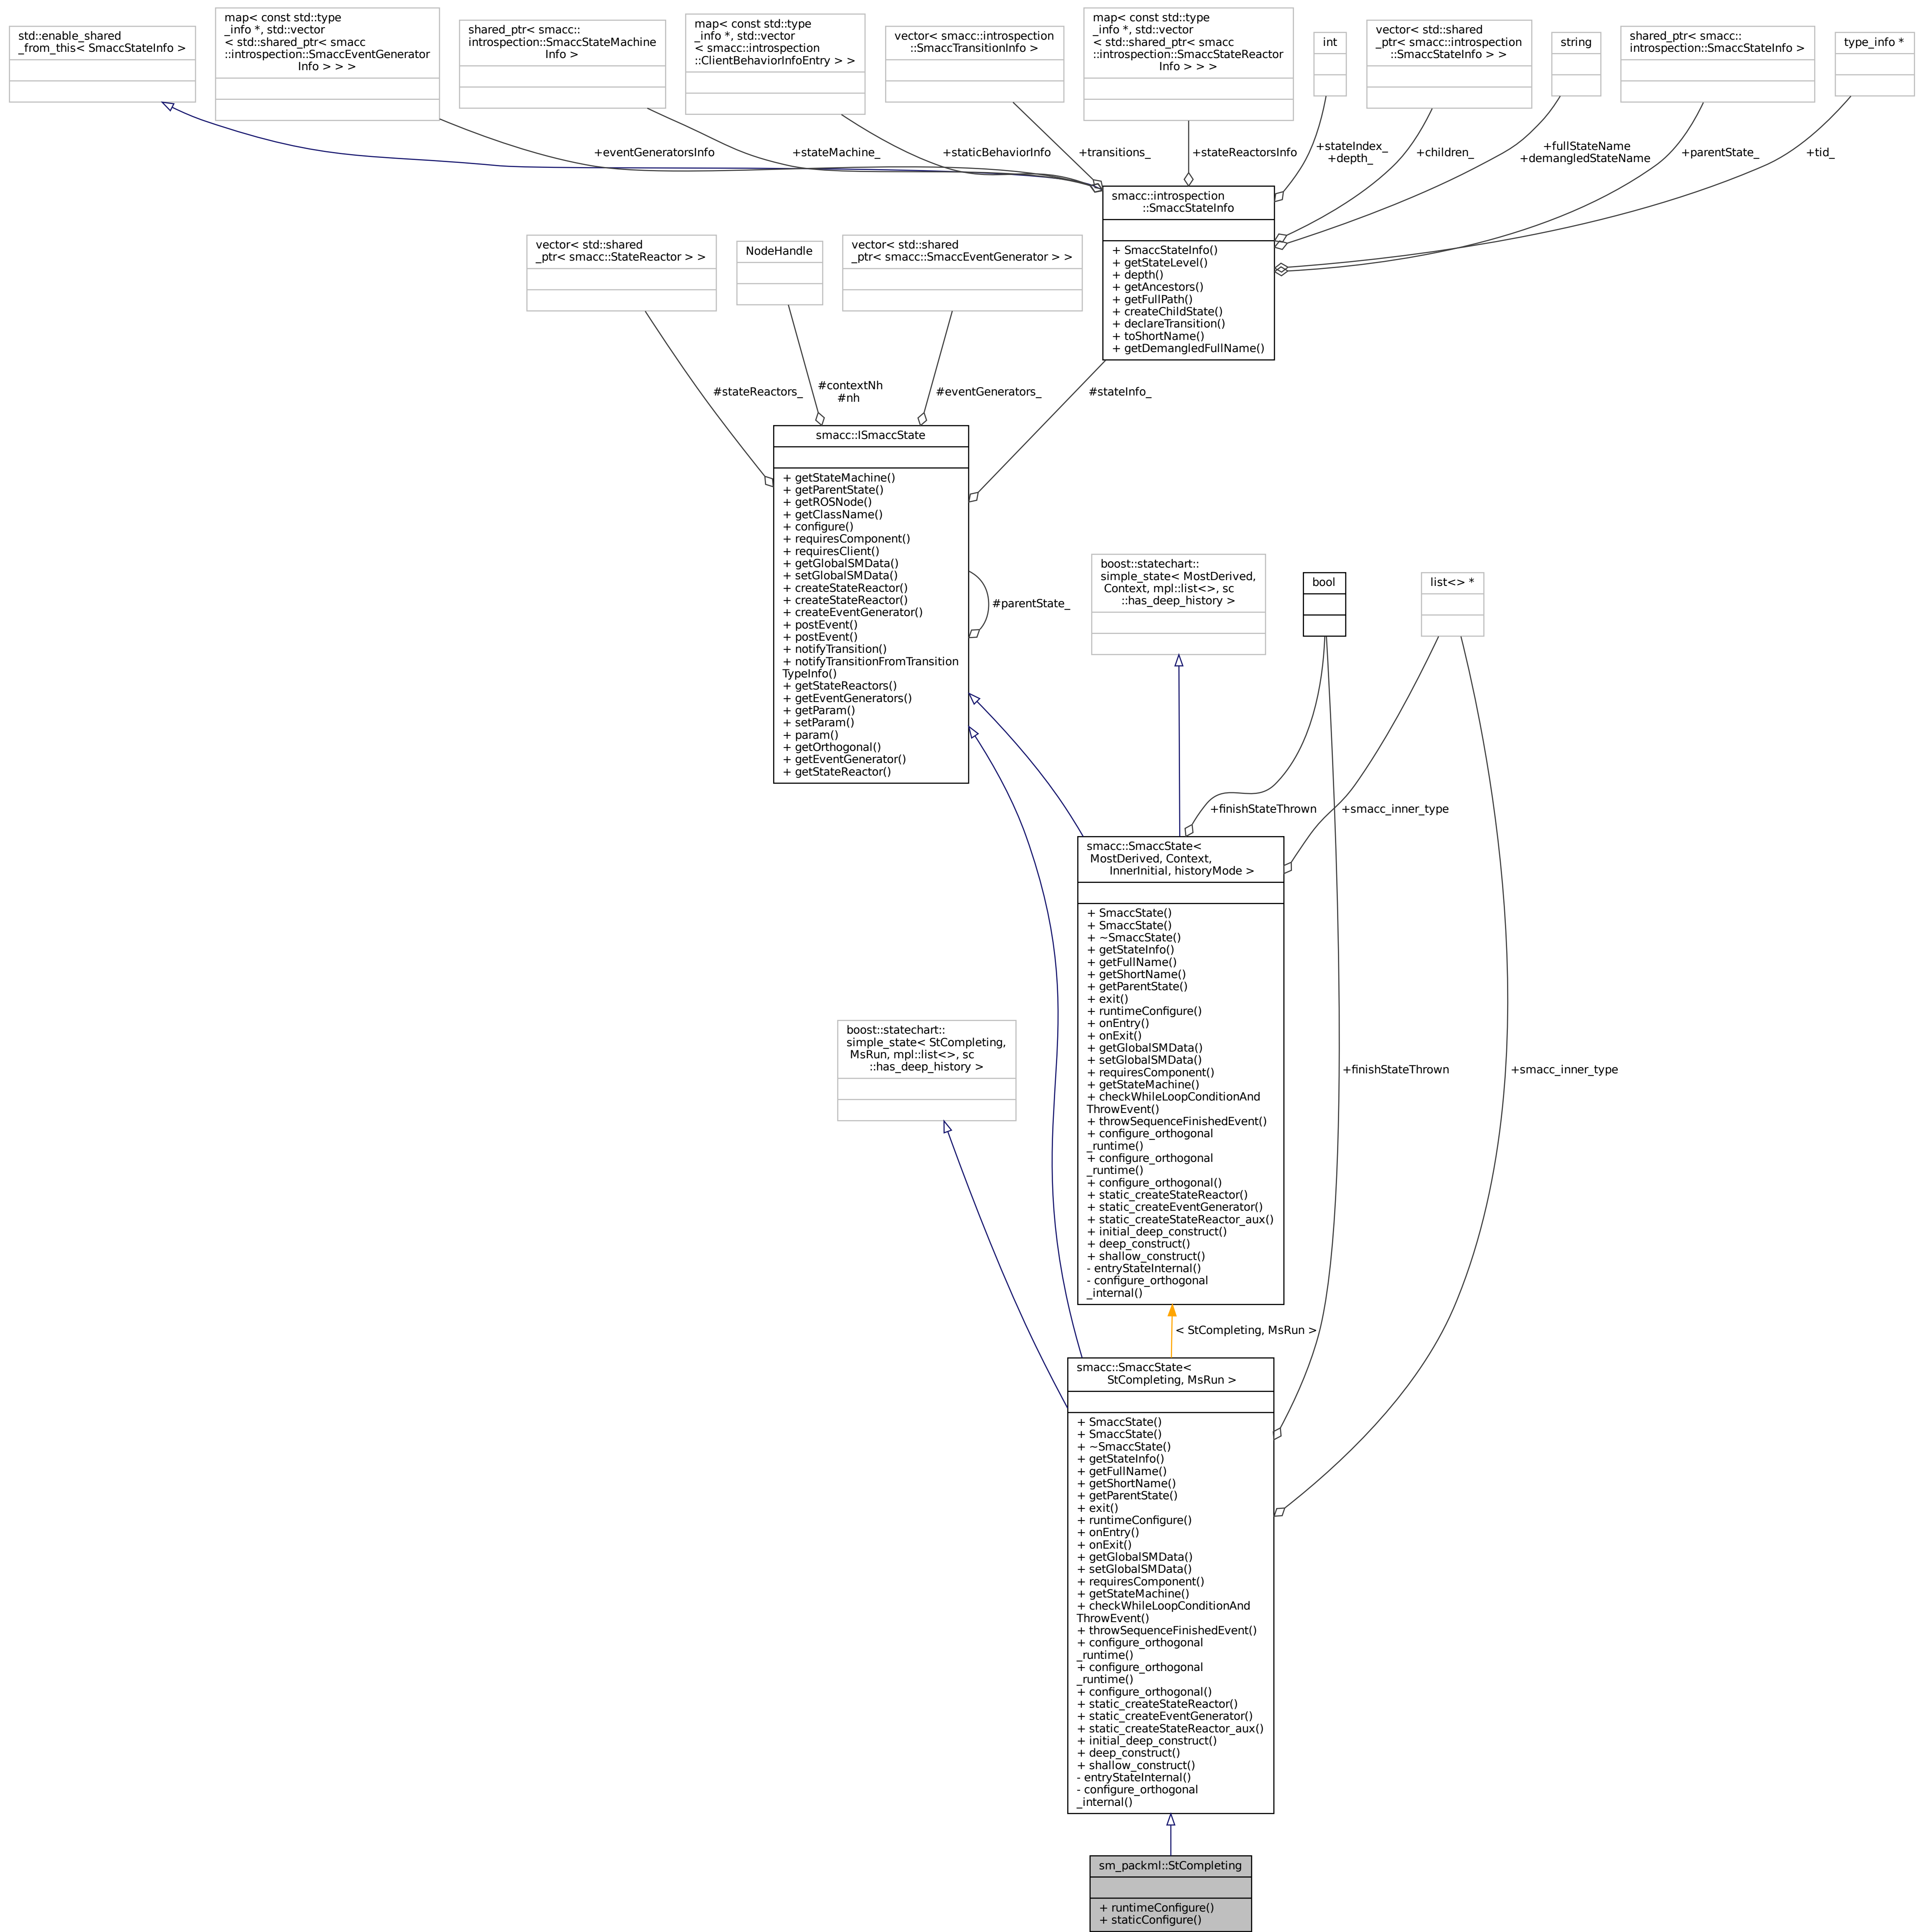 std::enable_shared
_from_this< SmaccStateInfo >
map< const std::type
_info *, std::vector
< std::shared_ptr< smacc
::introspection::SmaccEventGenerator
Info > > >
shared_ptr< smacc::
introspection::SmaccStateMachine
Info >
map< const std::type
_info *, std::vector
< smacc::introspection
::ClientBehaviorInfoEntry > >
vector< smacc::introspection
::SmaccTransitionInfo >
map< const std::type
_info *, std::vector
< std::shared_ptr< smacc
::introspection::SmaccStateReactor
Info > > >
int
vector< std::shared
_ptr< smacc::introspection
::SmaccStateInfo > >
string
shared_ptr< smacc::
introspection::SmaccStateInfo >
type_info *
+eventGeneratorsInfo
+stateMachine_
+staticBehaviorInfo
+transitions_
+stateReactorsInfo
+stateIndex_
+depth_
+children_
+fullStateName
+demangledStateName
+parentState_
+tid_
smacc::introspection
::SmaccStateInfo
+ SmaccStateInfo()
+ getStateLevel()
+ depth()
+ getAncestors()
+ getFullPath()
+ createChildState()
+ declareTransition()
+ toShortName()
+ getDemangledFullName()
vector< std::shared
_ptr< smacc::StateReactor > >
NodeHandle
vector< std::shared
_ptr< smacc::SmaccEventGenerator > >
#stateReactors_
#contextNh
#nh
#eventGenerators_
#stateInfo_
smacc::ISmaccState
+ getStateMachine()
+ getParentState()
+ getROSNode()
+ getClassName()
+ configure()
+ requiresComponent()
+ requiresClient()
+ getGlobalSMData()
+ setGlobalSMData()
+ createStateReactor()
+ createStateReactor()
+ createEventGenerator()
+ postEvent()
+ postEvent()
+ notifyTransition()
+ notifyTransitionFromTransition
TypeInfo()
+ getStateReactors()
+ getEventGenerators()
+ getParam()
+ setParam()
+ param()
+ getOrthogonal()
+ getEventGenerator()
+ getStateReactor()
#parentState_
boost::statechart::
simple_state< MostDerived,
Context, mpl::list<>, sc
::has_deep_history >
bool
list<> *
+finishStateThrown
+smacc_inner_type
smacc::SmaccState<
MostDerived, Context,
InnerInitial, historyMode >
+ SmaccState()
+ SmaccState()
+ ~SmaccState()
+ getStateInfo()
+ getFullName()
+ getShortName()
+ getParentState()
+ exit()
+ runtimeConfigure()
+ onEntry()
+ onExit()
+ getGlobalSMData()
+ setGlobalSMData()
+ requiresComponent()
+ getStateMachine()
+ checkWhileLoopConditionAnd
ThrowEvent()
+ throwSequenceFinishedEvent()
+ configure_orthogonal
_runtime()
+ configure_orthogonal
_runtime()
+ configure_orthogonal()
+ static_createStateReactor()
+ static_createEventGenerator()
+ static_createStateReactor_aux()
+ initial_deep_construct()
+ deep_construct()
+ shallow_construct()
- entryStateInternal()
- configure_orthogonal
_internal()
boost::statechart::
simple_state< StCompleting,
MsRun, mpl::list<>, sc
::has_deep_history >
+finishStateThrown
+smacc_inner_type
< StCompleting, MsRun >
smacc::SmaccState<
StCompleting, MsRun >
+ SmaccState()
+ SmaccState()
+ ~SmaccState()
+ getStateInfo()
+ getFullName()
+ getShortName()
+ getParentState()
+ exit()
+ runtimeConfigure()
+ onEntry()
+ onExit()
+ getGlobalSMData()
+ setGlobalSMData()
+ requiresComponent()
+ getStateMachine()
+ checkWhileLoopConditionAnd
ThrowEvent()
+ throwSequenceFinishedEvent()
+ configure_orthogonal
_runtime()
+ configure_orthogonal
_runtime()
+ configure_orthogonal()
+ static_createStateReactor()
+ static_createEventGenerator()
+ static_createStateReactor_aux()
+ initial_deep_construct()
+ deep_construct()
+ shallow_construct()
- entryStateInternal()
- configure_orthogonal
_internal()
sm_packml::StCompleting
+ runtimeConfigure()
+ staticConfigure()